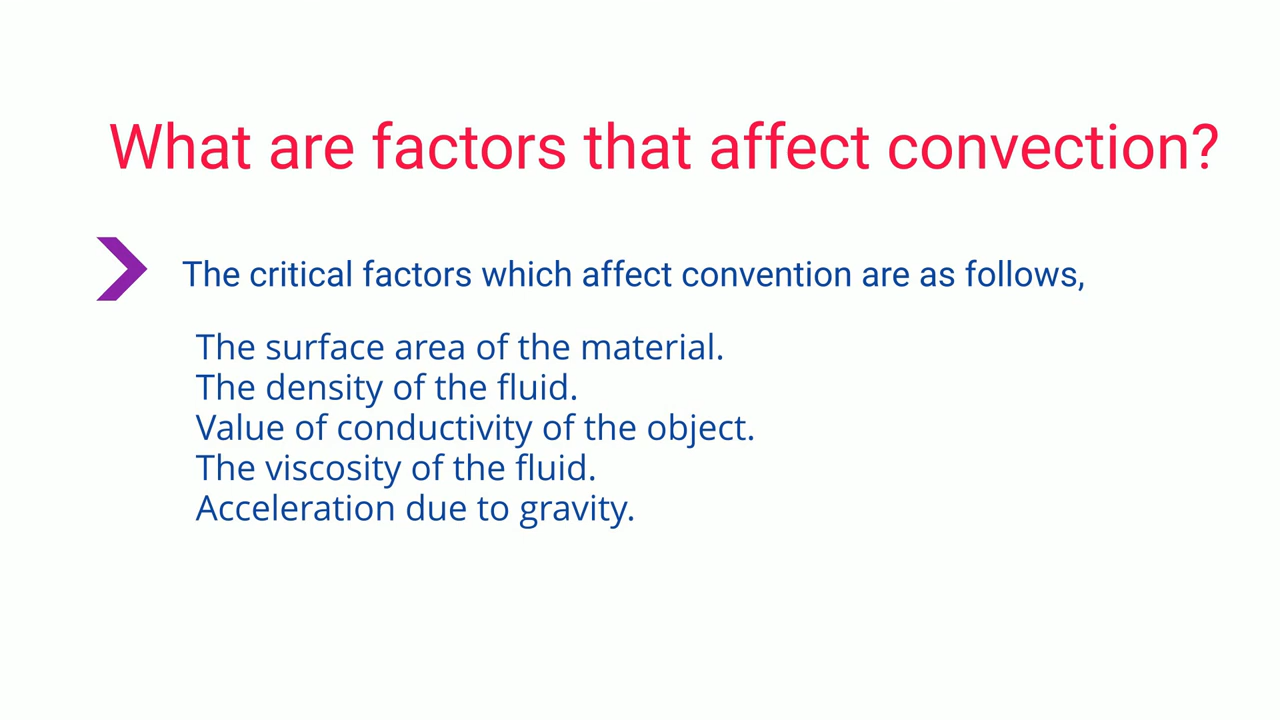 What are factors that affect convection?
The critical factors which affect convention are as follows,
The surface area of the material.
The density of the fluid.
Value of conductivity of the object.
The viscosity of the fluid.
Acceleration due to gravity.